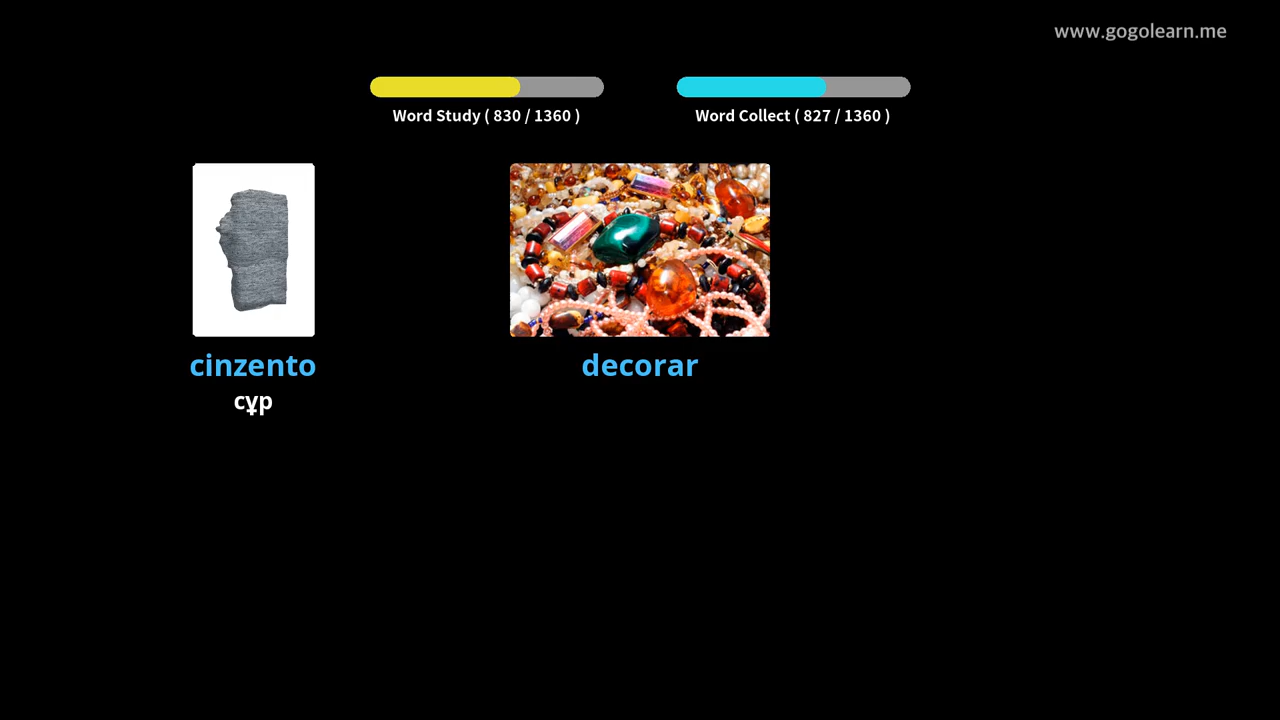 www.gogolearn.me
Word Study ( 830 / 1360 )
Word Collect ( 827 / 1360 )
cinzento
decorar
сұр